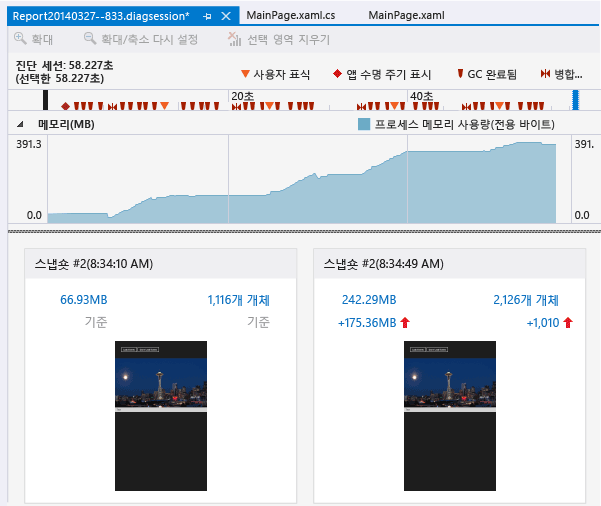 Report20140327--833.diagsession* MainPage.xaml.cs MainPage.xaml
확대 확대/축소 다시 설정 선택 영역 지우기
진단 세션: 58.227초
(선택한 58.227초)
사용자 표식 앱 수명 주기 표시 GC 완료됨 병합...
20초 40초
메모리(MB) 프로세스 메모리 사용량(전용 바이트)
391.3 391.
0.0 0.0
스냅숏 #2(8:34:10 AM)
66.93MB 1,116개 개체
기준 기준
스냅숏 #2(8:34:49 AM)
242.29MB 2,126개 개체
+175.36MB +1,010